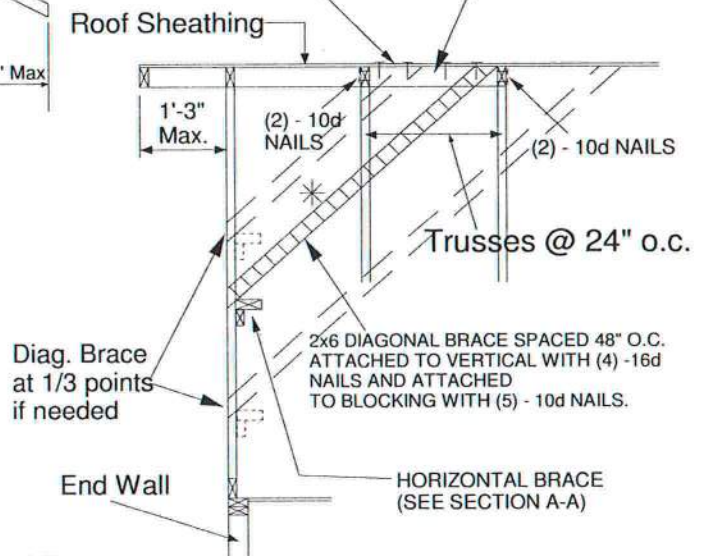 Roof Sheathing
' Max
1'-3"
Max.
(2) - 10d
NAILS
(2) - 10d NAILS
Trusses @ 24" o.c.
2x6 DIAGONAL BRACE SPACED 48" O.C.
ATTACHED TO VERTICAL WITH (4) -16d
NAILS AND ATTACHED
TO BLOCKING WITH (5) - 10d NAILS.
Diag. Brace
at 1/3 points
if needed
End Wall
HORIZONTAL BRACE
(SEE SECTION A-A)